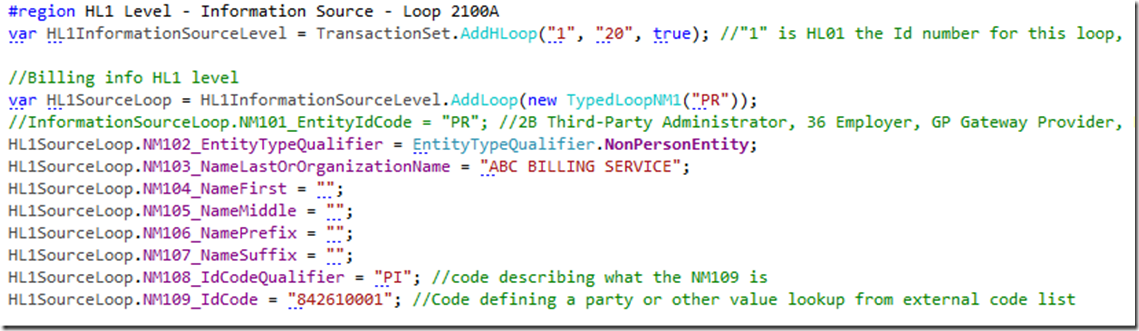 #region HL1 Level - Information Source - Loop 2100A
var HL1InformationSourceLevel = TransactionSet.AddHLoop("1", "20", true); //"1" is HL01 the Id number for this loop,
//Billing info HL1 level
var HL1SourceLoop = HL1InformationSourceLevel.AddLoop(new TypedLoopNM1("PR"));
//InformationSourceLoop.NM101_EntityIdCode = "PR"; //2B Third-Party Administrator, 36 Employer, GP Gateway Provider,
HL1SourceLoop.NM102_EntityTypeQualifier = EntityTypeQualifier.NonPersonEntity;
HL1SourceLoop.NM103_NameLastOrOrganizationName = "ABC BILLING SERVICE";
HL1SourceLoop.NM104_NameFirst = "";
HL1SourceLoop.NM105_NameMiddle = "";
HL1SourceLoop.NM106_NamePrefix = "";
HL1SourceLoop.NM107_NameSuffix = "";
HL1SourceLoop.NM108_IdCodeQualifier = "PI"; //code describing what the NM109 is
HL1SourceLoop.NM109_IdCode = "842610001"; //Code defining a party or other value lookup from external code list